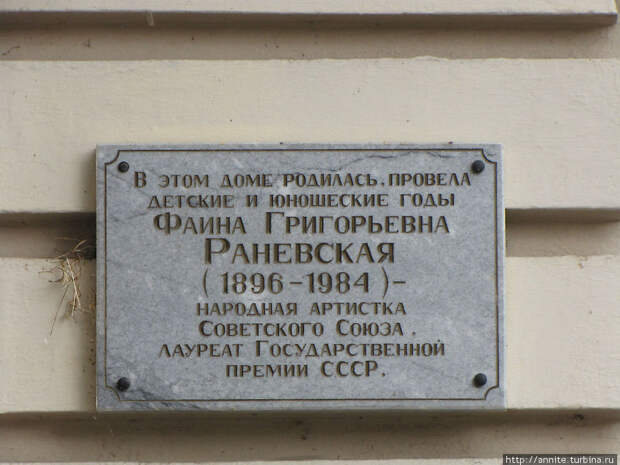 В этом доме родилась, провела
детские и юношеские годы
Фаина Григорьевна
Раневская
(1896-1984)-
народная артистка
Советского Союза,
лауреат Государственной
премии СССР.
http://annite.turbina.ru